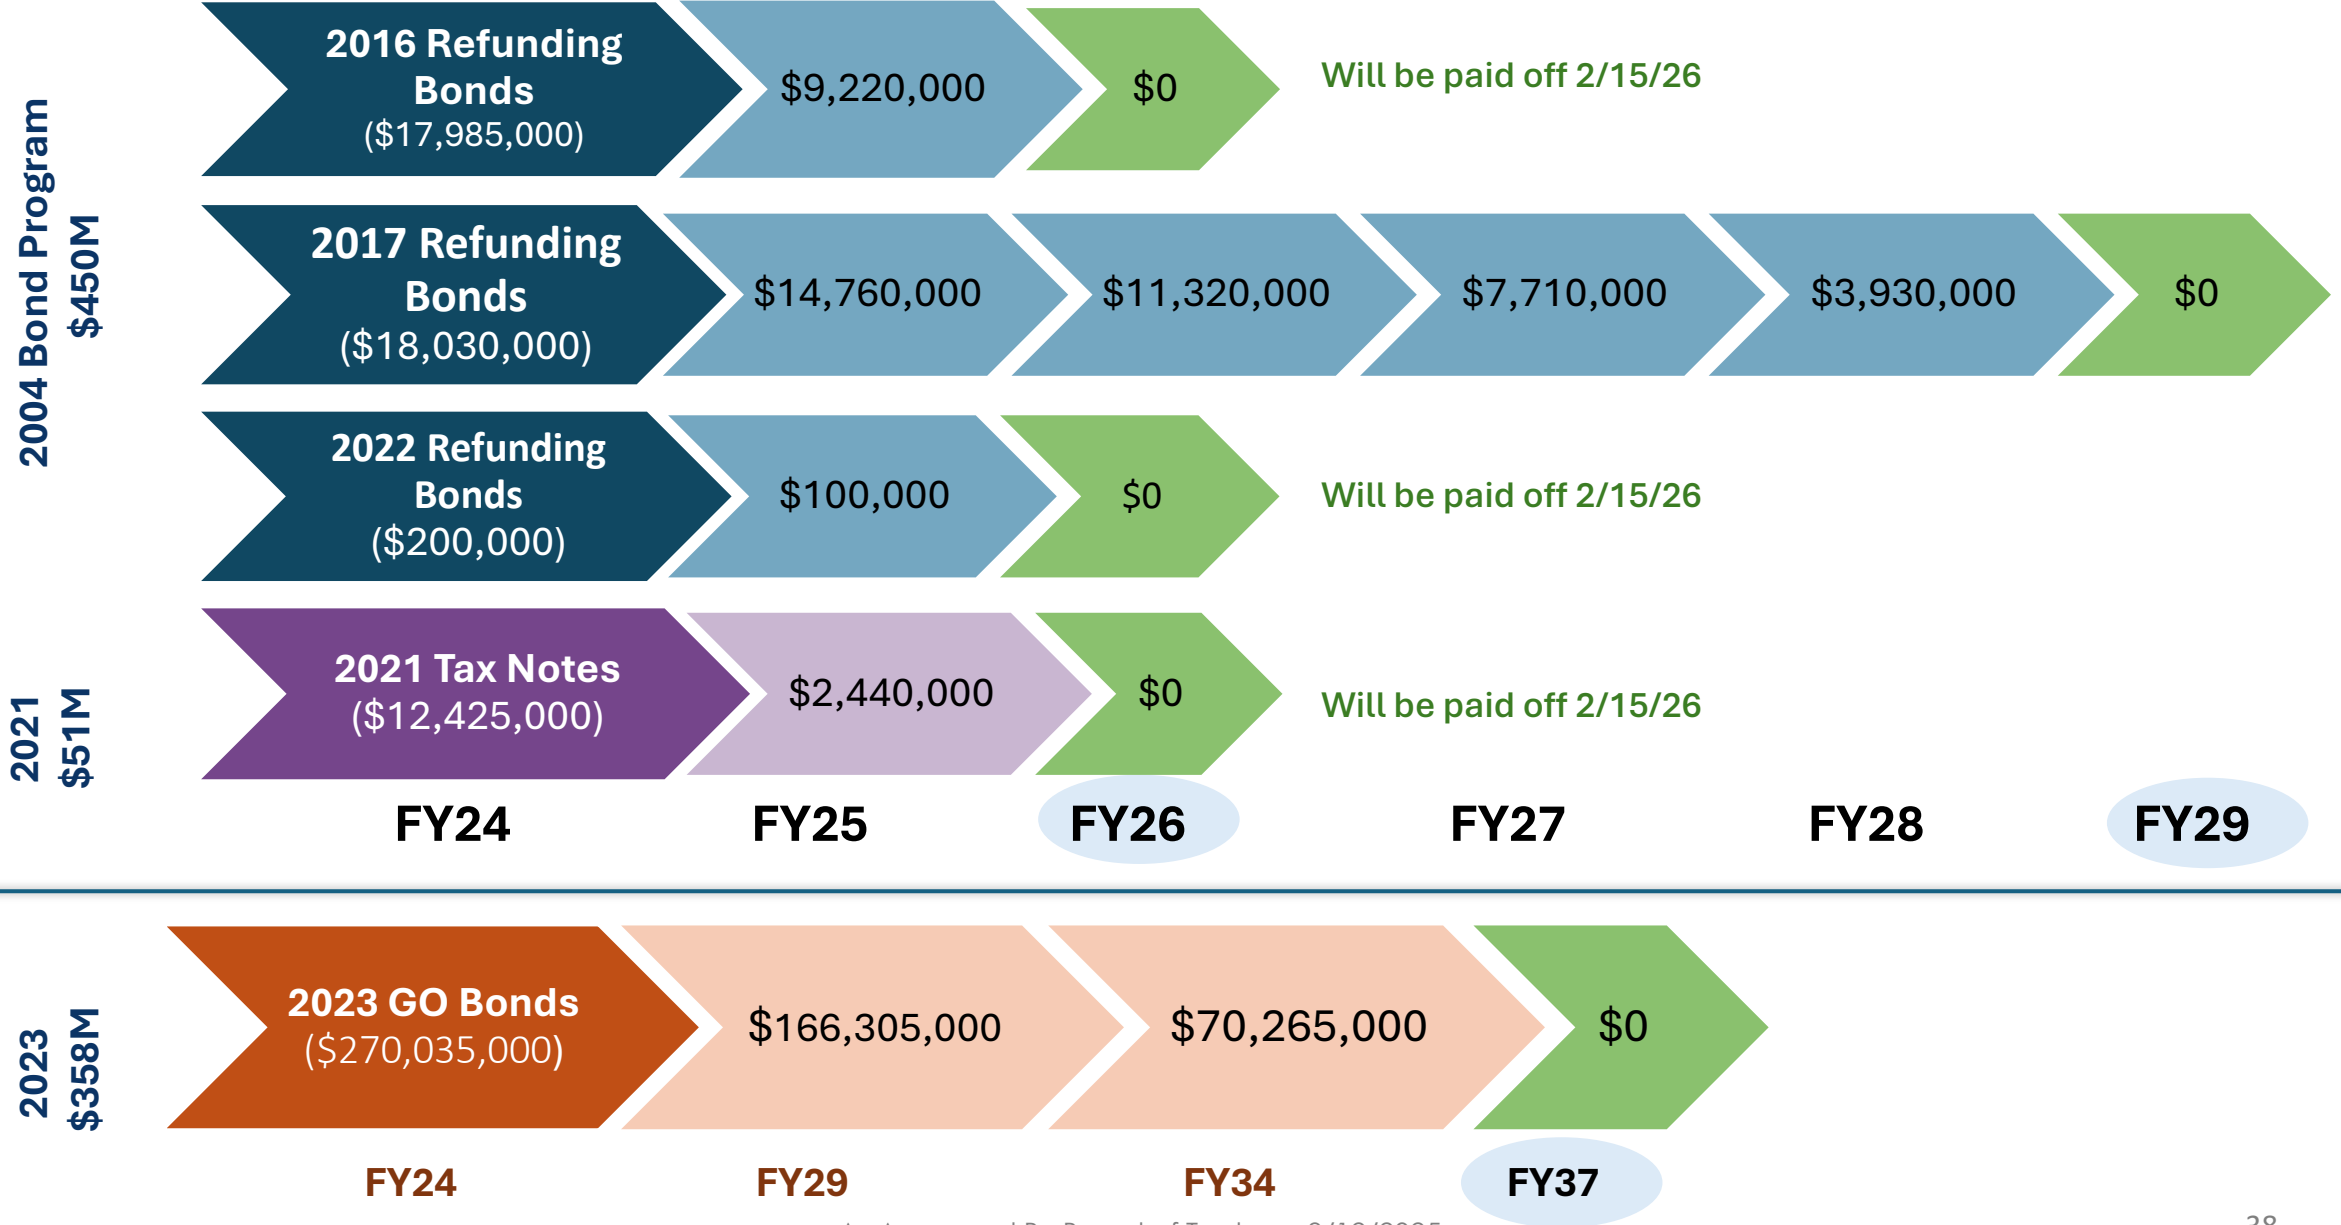 2004 Bond Program
$450M
2016 Refunding
Bonds
($17,985,000)
$9,220,000
$0
Will be paid off 2/15/26
2017 Refunding
Bonds
($18,030,000)
$14,760,000
$11,320,000
$7,710,000
$3,930,000
$0
2022 Refunding
Bonds
($200,000)
$100,000
$0
Will be paid off 2/15/26
2021
$51M
2021 Tax Notes
($12,425,000)
$2,440,000
$0
Will be paid off 2/15/26
FY24
FY25
FY26
FY27
FY28
FY29
2023
$358M
2023 GO Bonds
($270,035,000)
$166,305,000
$70,265,000
$0
FY24
FY29
FY34
FY37